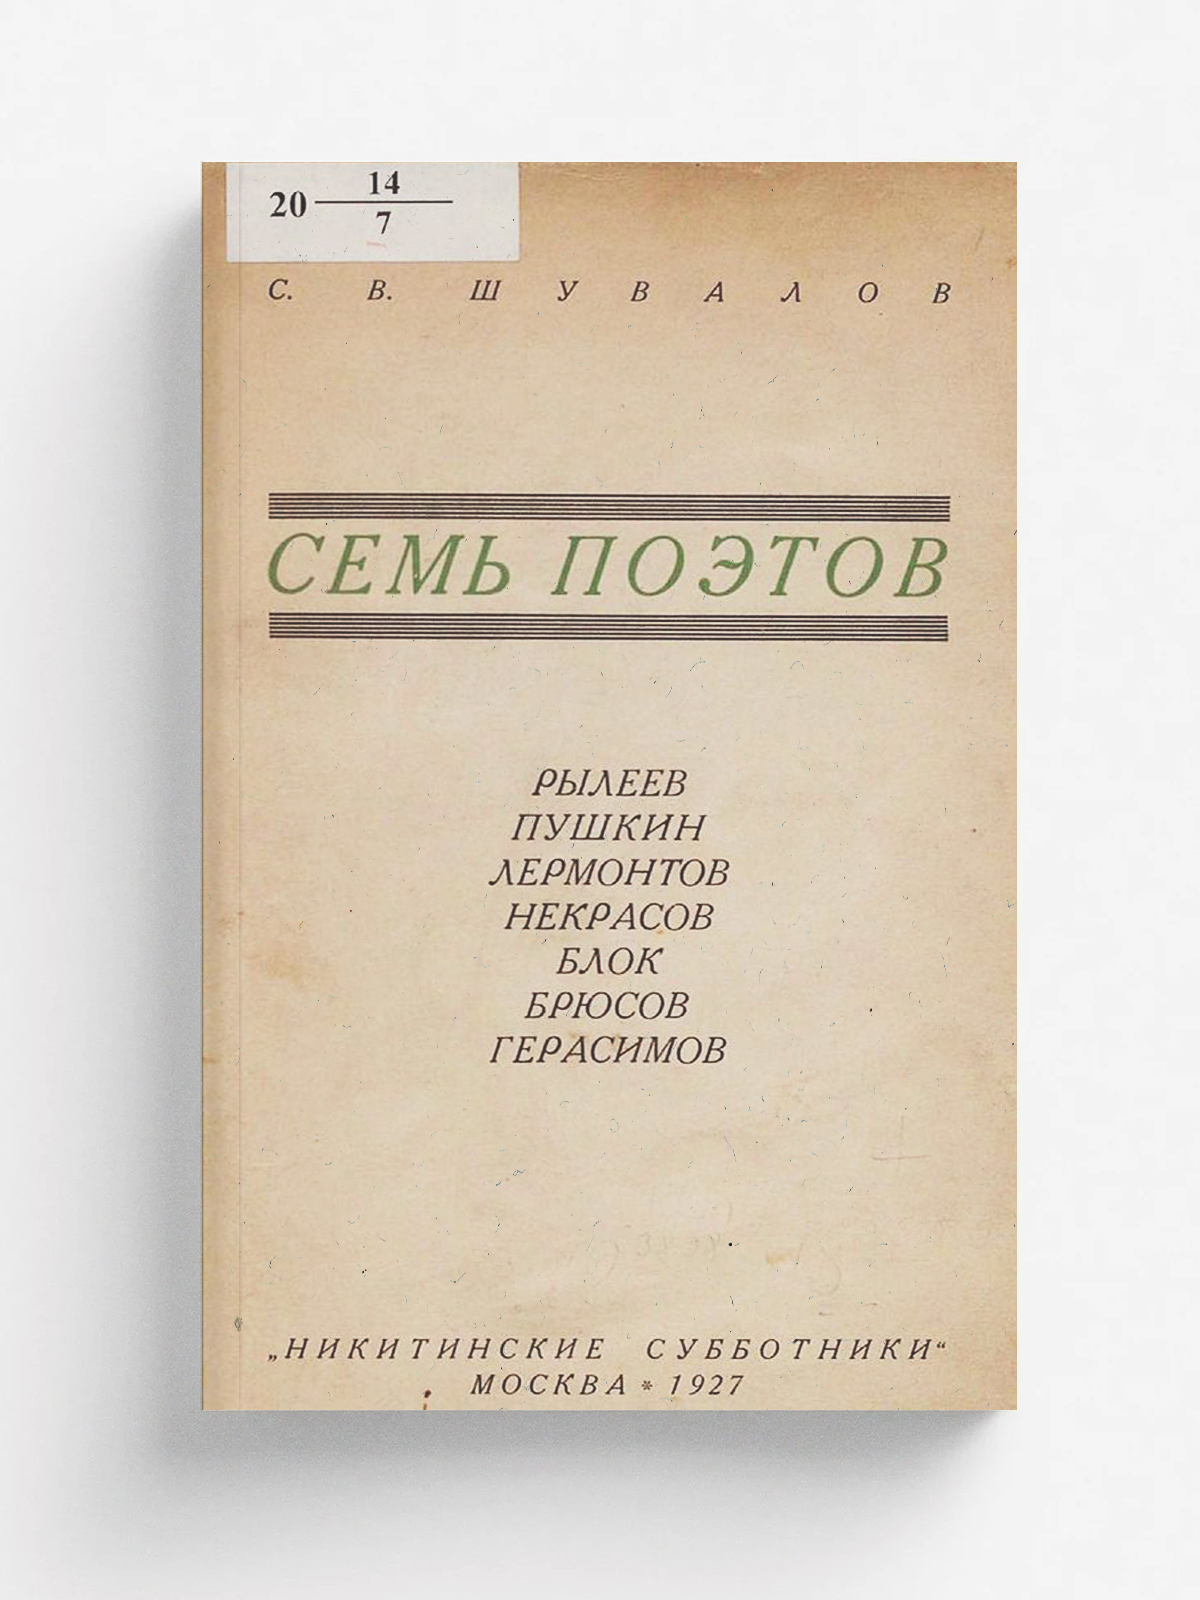 20 14
7
С. В. ШУВАЛОВ
СЕМЬ ПОЭТОВ
РЫЛЕЕВ
ПУШКИН
ЛЕРМОНТОВ
НЕКРАСОВ
БЛОК
БРЮСОВ
ГЕРАСИМОВ
„НИКИТИНСКИЕ СУББОТНИКИ“
МОСКВА * 1927